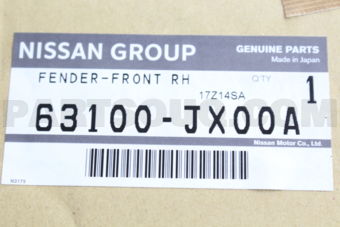 NISSAN GROUP
GENUINE PARTS
Made in Japan
FENDER-FRONT RH
QTY
17Z14SA
1
63100-JX00A
Nissan Motor Co., Ltd.
N3179